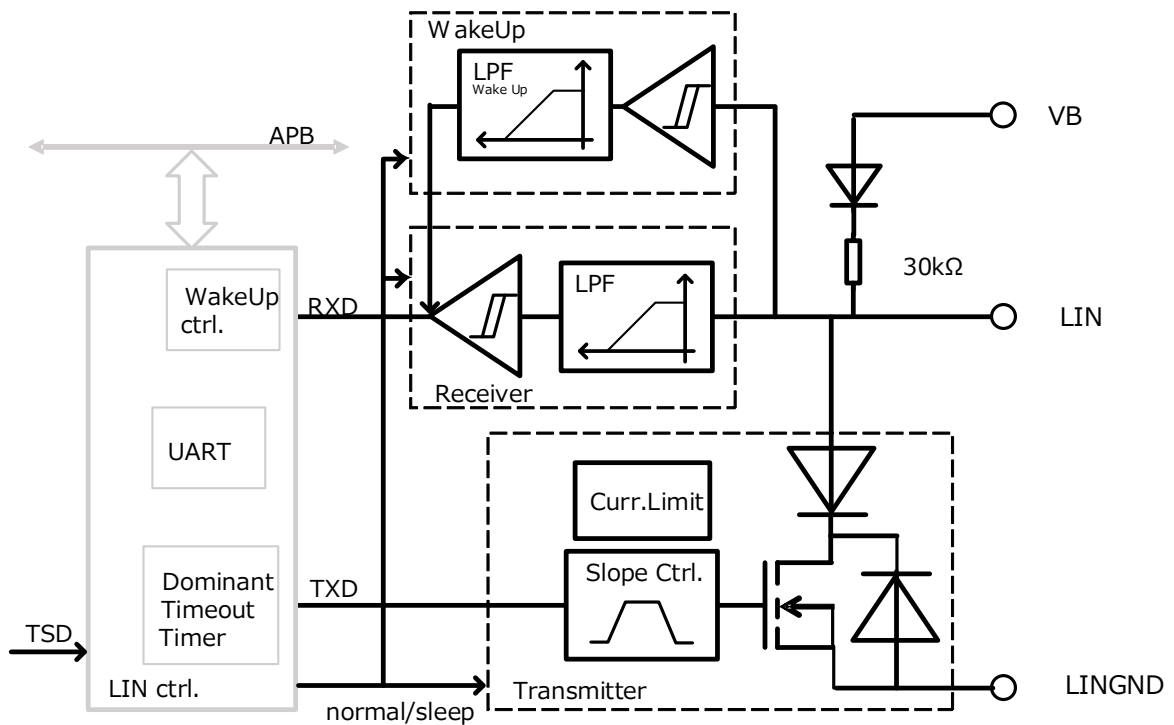 WakeUp
LPF
Wake Up
VB
APB
30kΩ
WakeUp
ctrl.
RXD
LPF
LIN
Receiver
UART
Curr.Limit
Dominant
Timeout
Timer
TXD
Slope Ctrl.
TSD
LIN ctrl.
normal/sleep
Transmitter
LINGND